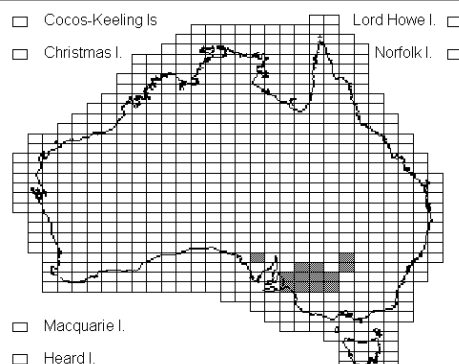 Cocos-Keeling Is
Lord Howe I.
Christmas I.
Norfolk I.
Macquarie I.
Heard I.